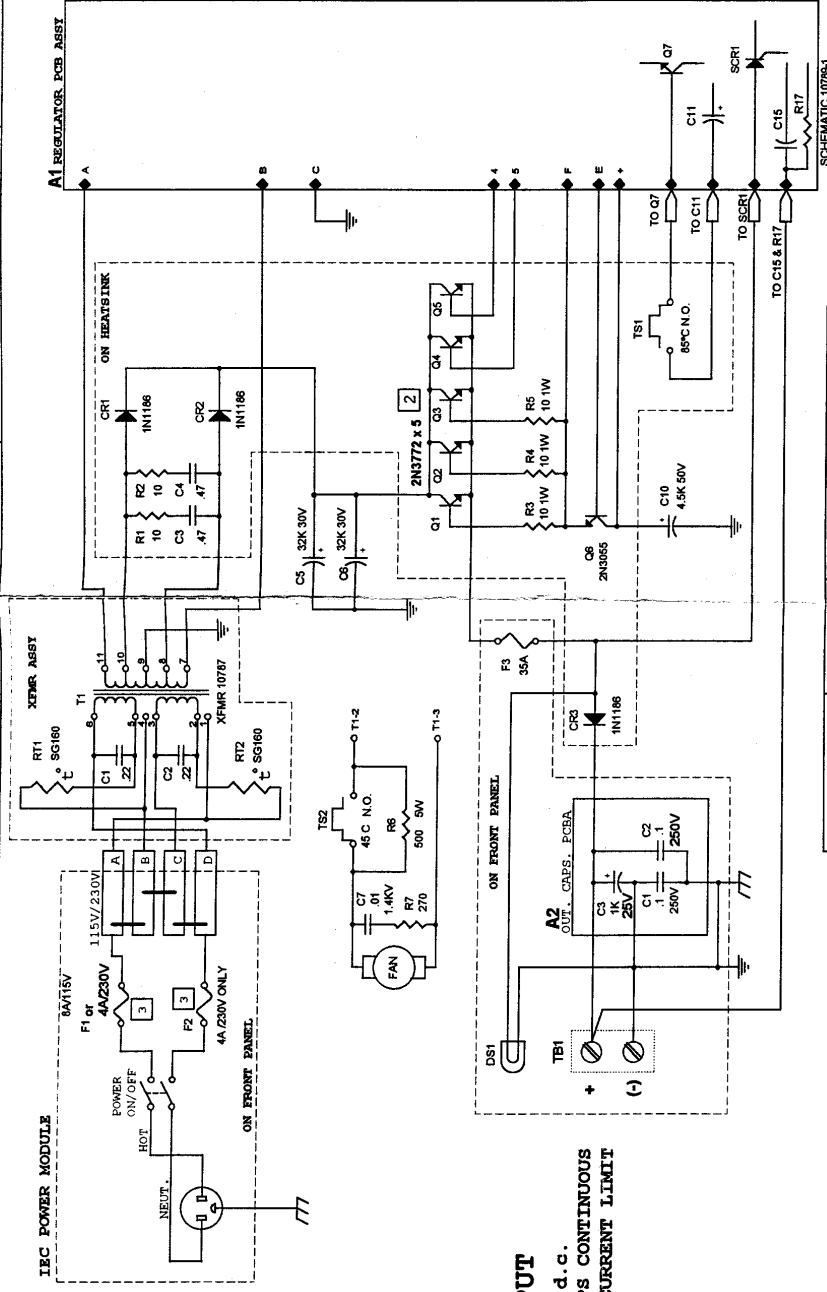 A1 REGULATOR PCB ASSY
A
B
C
4
5
F
E
+
TO Q7
TO C11
TO SCR1
TO C15 & R17
Q7
C11
+
SCR1
C15
R17
SCHEMATIC 10789-1
ON HEATSINK
CR1
1N1186
CR2
1N1186
R2
10
C4
.47
R1
10
C3
.47
C5
32K 30V
+
C6
32K 30V
+
2N3772 x 5
2
Q1
Q2
Q3
Q4
Q5
R3
10 1W
R4
10 1W
R5
10 1W
Q6
2N3055
C10
4.5K 50V
+
TS1
85°C N.O.
XFMR ASSY
T1
XFMR 10787
11
10
9
8
7
6
5
4
3
2
1
RT1
SG160
t°
C1
.22
C2
.22
RT2
SG160
t°
115V/230V
A
B
C
D
IEC POWER MODULE
8A/115V
F1 or
4A/230V
3
3
F2
4A /230V ONLY
POWER
ON/OFF
HOT
NEUT.
ON FRONT PANEL
TS2
45 C N.O.
T1-2
T1-3
R6
500 5W
C7
.01
1.4KV
R7
270
FAN
ON FRONT PANEL
F3
35A
CR3
1N1186
A2
OUT. CAPS. PCBA
C3
1K
25V
+
C2
.1
250V
C1
.1
250V
DS1
TB1
+
(-)
PUT
d.c.
PS CONTINUOUS
CURRENT LIMIT